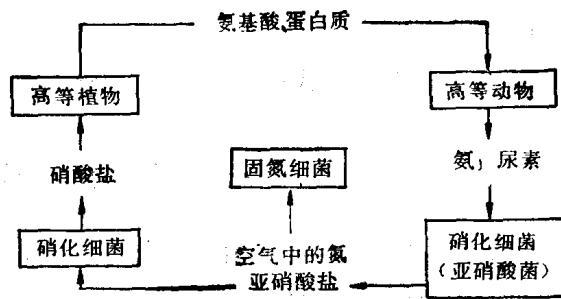 氨基酸、蛋白质
高等植物
高等动物
硝酸盐
固氮细菌
氨，尿素
硝化细菌
空气中的氮
亚硝酸盐
硝化细菌
（亚硝酸菌）